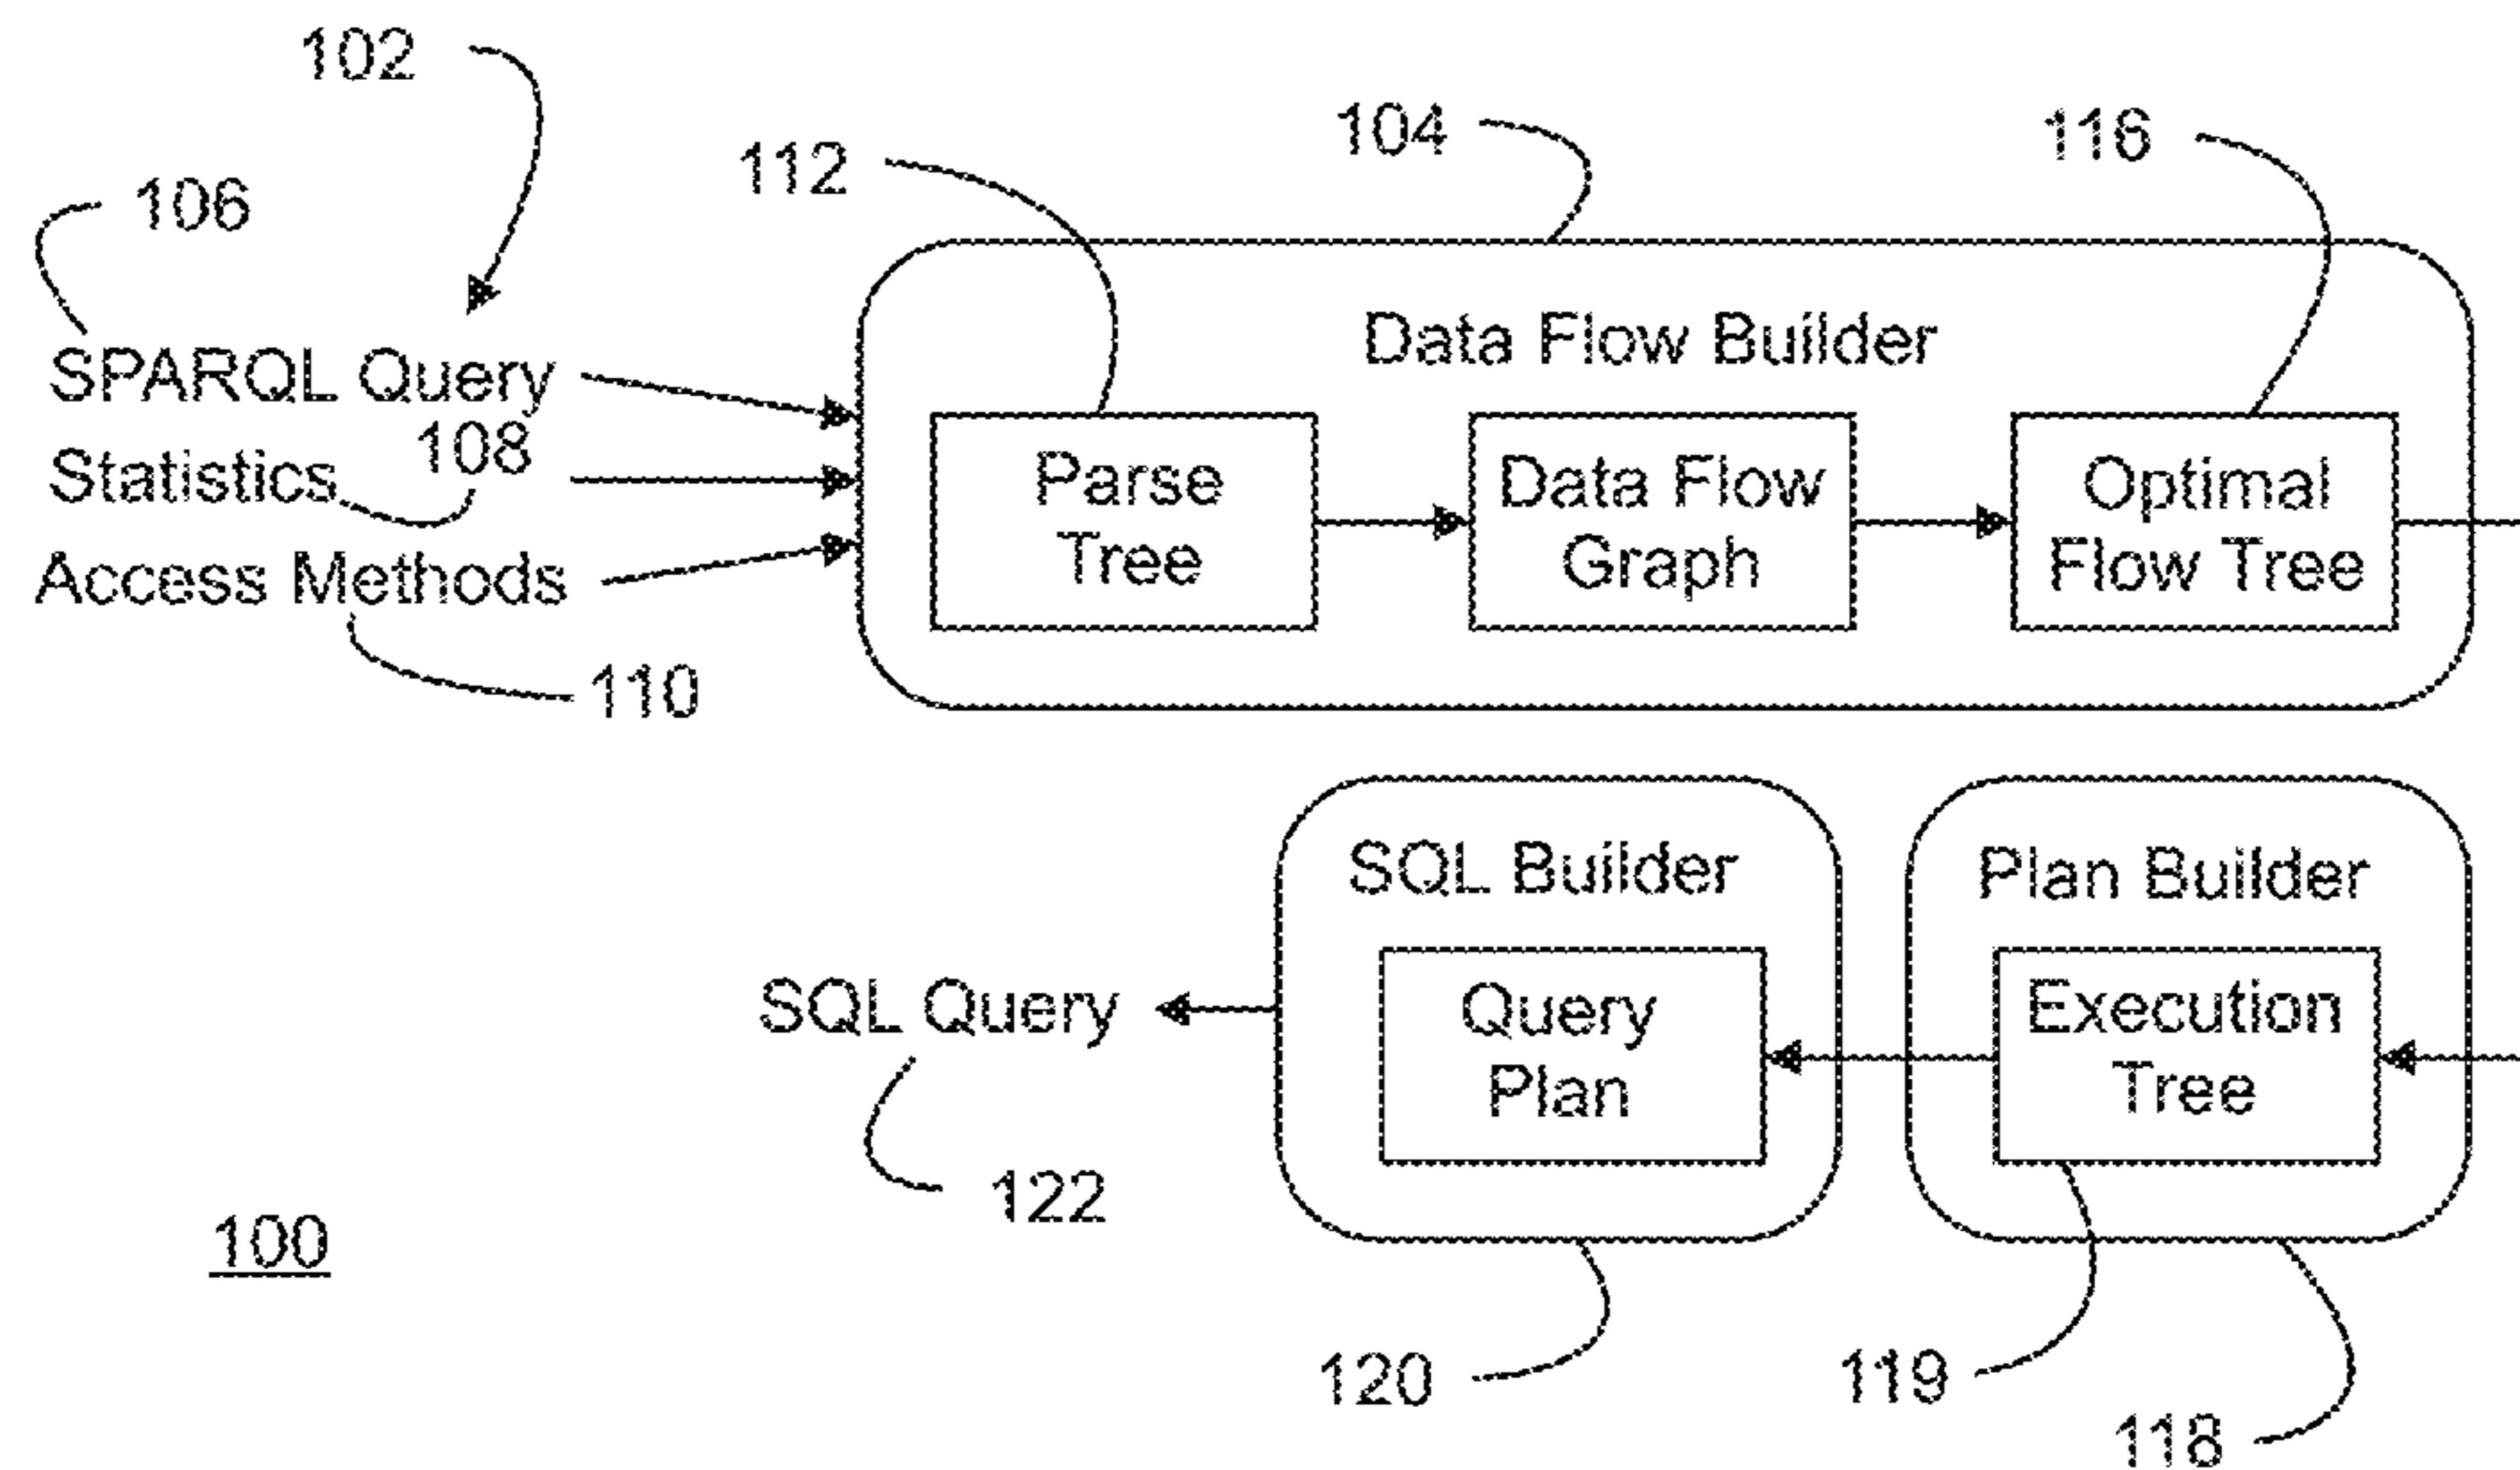 102
104
116
112
106
Data Flow Builder
SPARQL Query
108
Statistics
Access Methods
110
Parse
Tree
Data Flow
Graph
Optimal
Flow Tree
SQL Builder
Plan Builder
SQL Query
Query
Plan
Execution
Tree
122
100
120
119
118